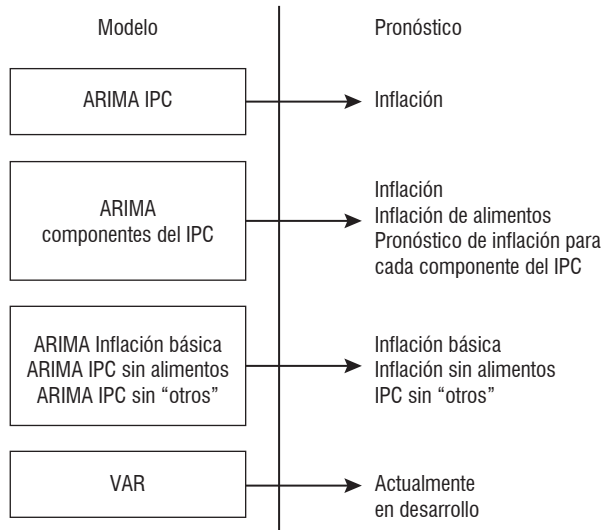 Modelo
Pronóstico
ARIMA IPC
Inflación
ARIMA
componentes del IPC
Inflación
Inflación de alimentos
Pronóstico de inflación para
cada componente del IPC
ARIMA Inflación básica
ARIMA IPC sin alimentos
ARIMA IPC sin “otros”
Inflación básica
Inflación sin alimentos
IPC sin “otros”
VAR
Actualmente
en desarrollo